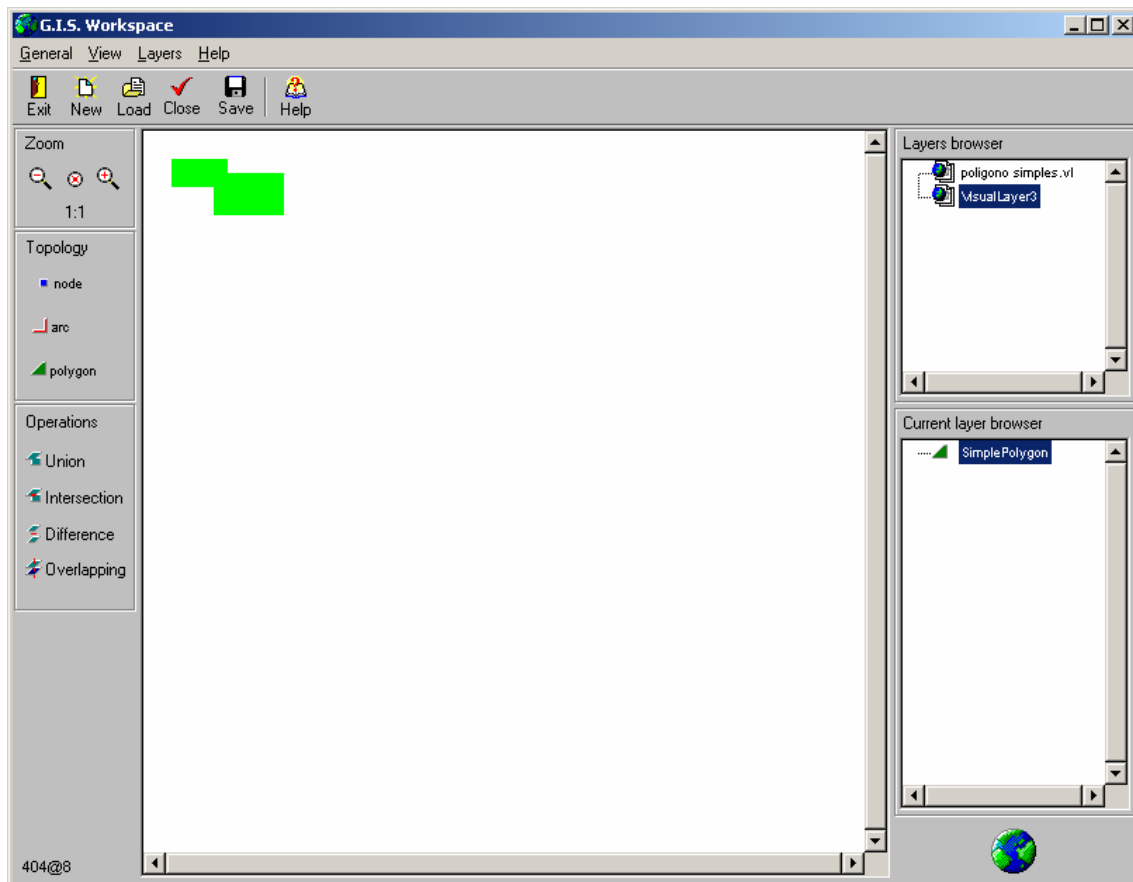 G.I.S. Workspace
General View Layers Help
Exit New Load Close Save Help
Zoom
1:1
Topology
node
arc
polygon
Operations
Union
Intersection
Difference
Overlapping
404@8
Layers browser
poligono simples.vl
VisualLayer3
Current layer browser
SimplePolygon